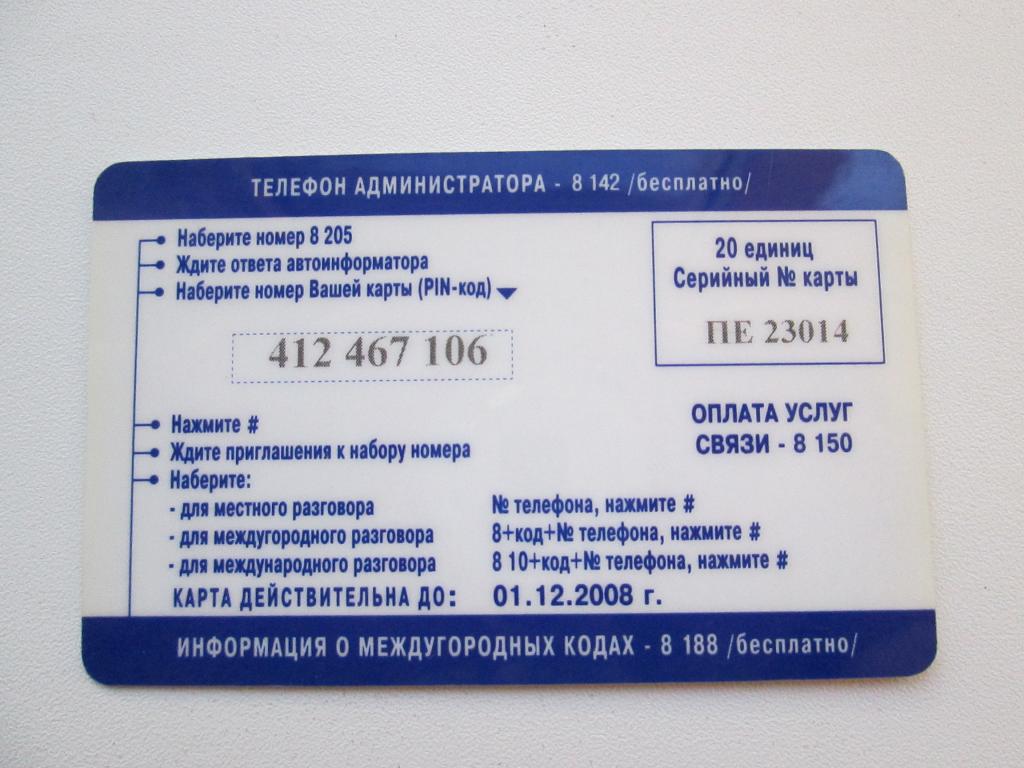 ТЕЛЕФОН АДМИНИСТРАТОРА - 8 142 /бесплатно/
Наберите номер 8 205
Ждите ответа автоинформатора
Наберите номер Вашей карты (PIN-код)
412 467 106
20 единиц
Серийный № карты
ПЕ 23014
ОПЛАТА УСЛУГ
СВЯЗИ - 8 150
Нажмите #
Ждите приглашения к набору номера
Наберите:
- для местного разговора № телефона, нажмите #
- для междугородного разговора 8+код+№ телефона, нажмите #
- для международного разговора 8 10+код+№ телефона, нажмите #
КАРТА ДЕЙСТВИТЕЛЬНА ДО: 01.12.2008 г.
ИНФОРМАЦИЯ О МЕЖДУГОРОДНЫХ КОДАХ - 8 188 /бесплатно/